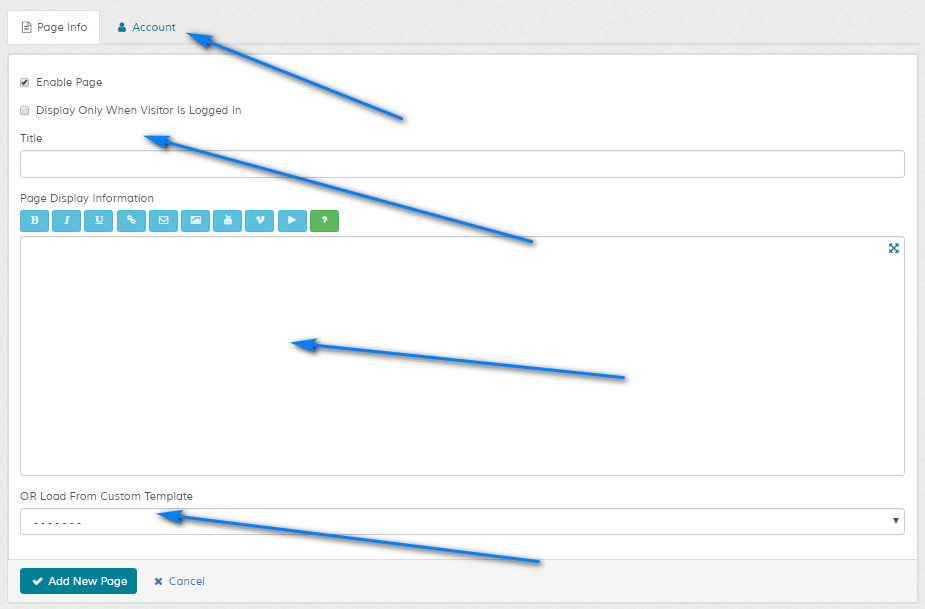 Page Info Account
Enable Page
Display Only When Visitor Is Logged In
Title
Page Display Information
B I U ?
OR Load From Custom Template
-------
Add New Page Cancel